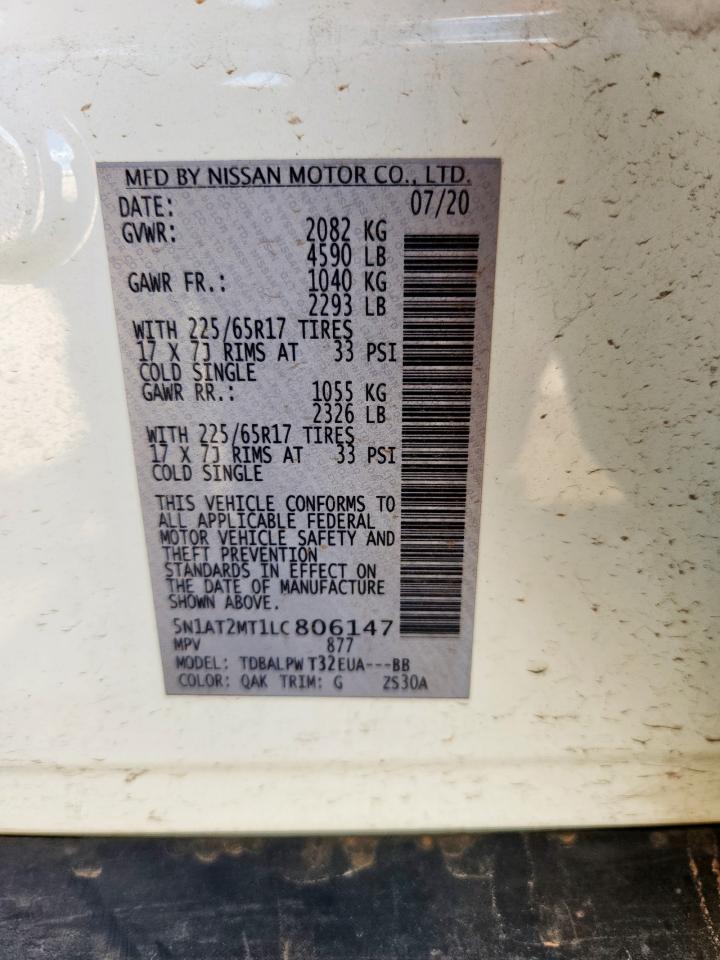 MFD BY NISSAN MOTOR CO., LTD.
DATE: 07/20
GVWR: 2082 KG
4590 LB
GAWR FR.: 1040 KG
2293 LB
WITH 225/65R17 TIRES
17 X 7J RIMS AT 33 PSI
COLD SINGLE
GAWR RR.: 1055 KG
2326 LB
WITH 225/65R17 TIRES
17 X 7J RIMS AT 33 PSI
COLD SINGLE
THIS VEHICLE CONFORMS TO
ALL APPLICABLE FEDERAL
MOTOR VEHICLE SAFETY AND
THEFT PREVENTION
STANDARDS IN EFFECT ON
THE DATE OF MANUFACTURE
SHOWN ABOVE.
5N1AT2MT1LC806147
MPV 877
MODEL: TDBALPW T32EUA---BB
COLOR: QAK TRIM: G 2S30A